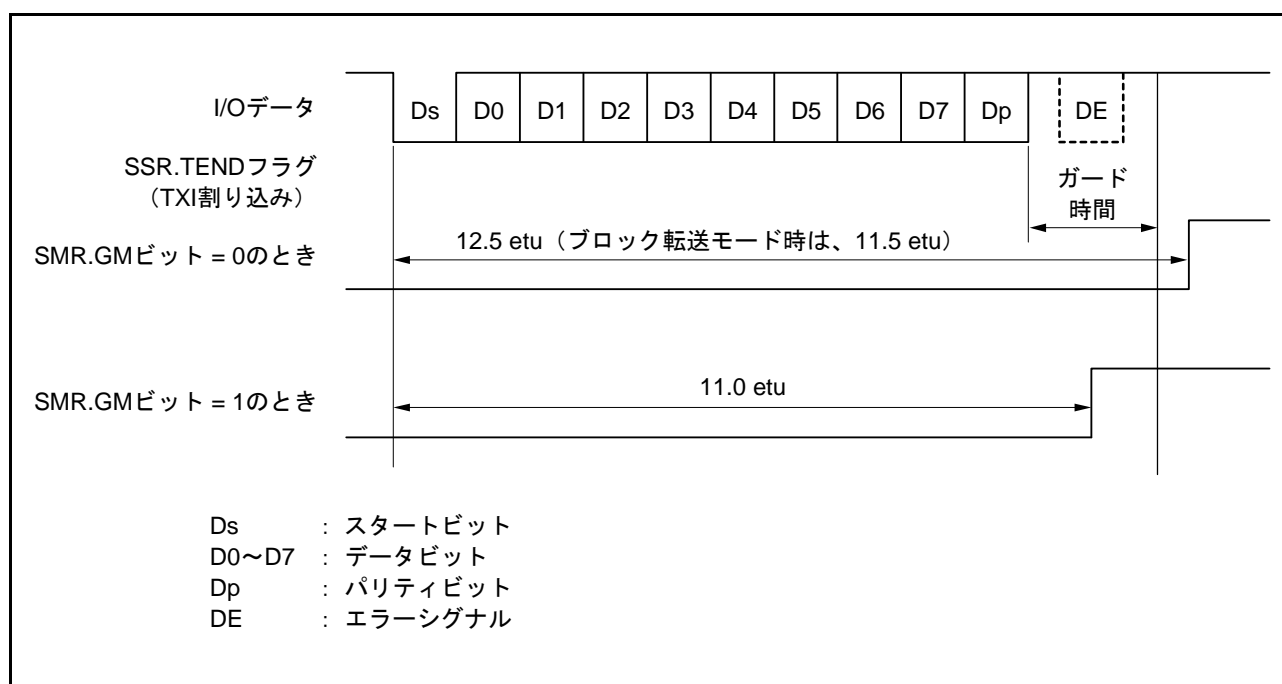 I/Oデータ
Ds D0 D1 D2 D3 D4 D5 D6 D7 Dp DE
SSR.TENDフラグ
（TXI割り込み）
ガード
時間
12.5 etu（ブロック転送モード時は、11.5 etu）
SMR.GMビット = 0のとき
11.0 etu
SMR.GMビット = 1のとき
Ds : スタートビット
D0～D7 : データビット
Dp : パリティビット
DE : エラーシグナル